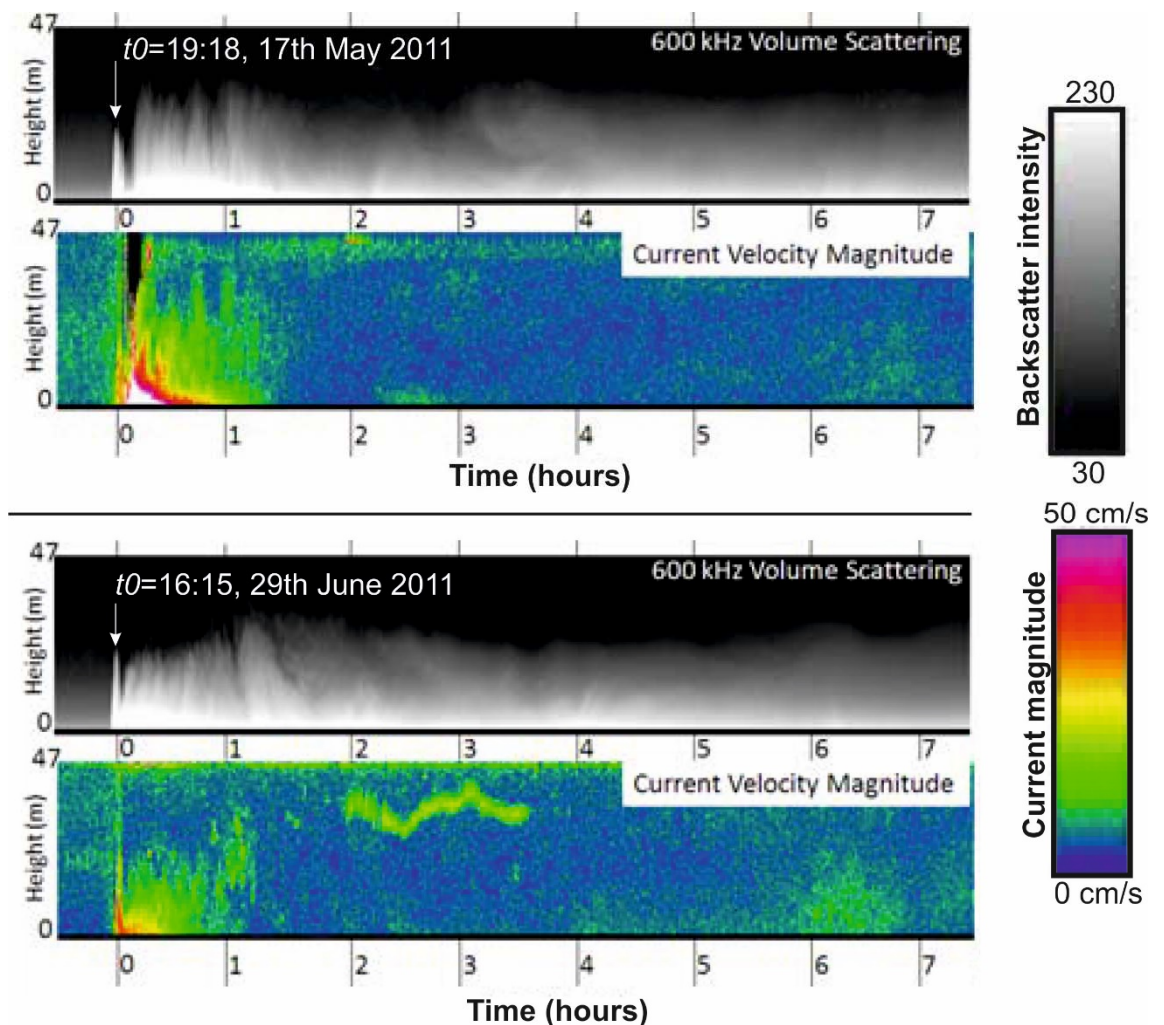 47
t0=19:18, 17th May 2011
600 kHz Volume Scattering
Height (m)
0
0 1 2 3 4 5 6 7
47
Current Velocity Magnitude
Height (m)
0
0 1 2 3 4 5 6 7
Time (hours)
47
t0=16:15, 29th June 2011
600 kHz Volume Scattering
Height (m)
0
0 1 2 3 4 5 6 7
47
Current Velocity Magnitude
Height (m)
0
0 1 2 3 4 5 6 7
Time (hours)
230
Backscatter intensity
30
50 cm/s
Current magnitude
0 cm/s